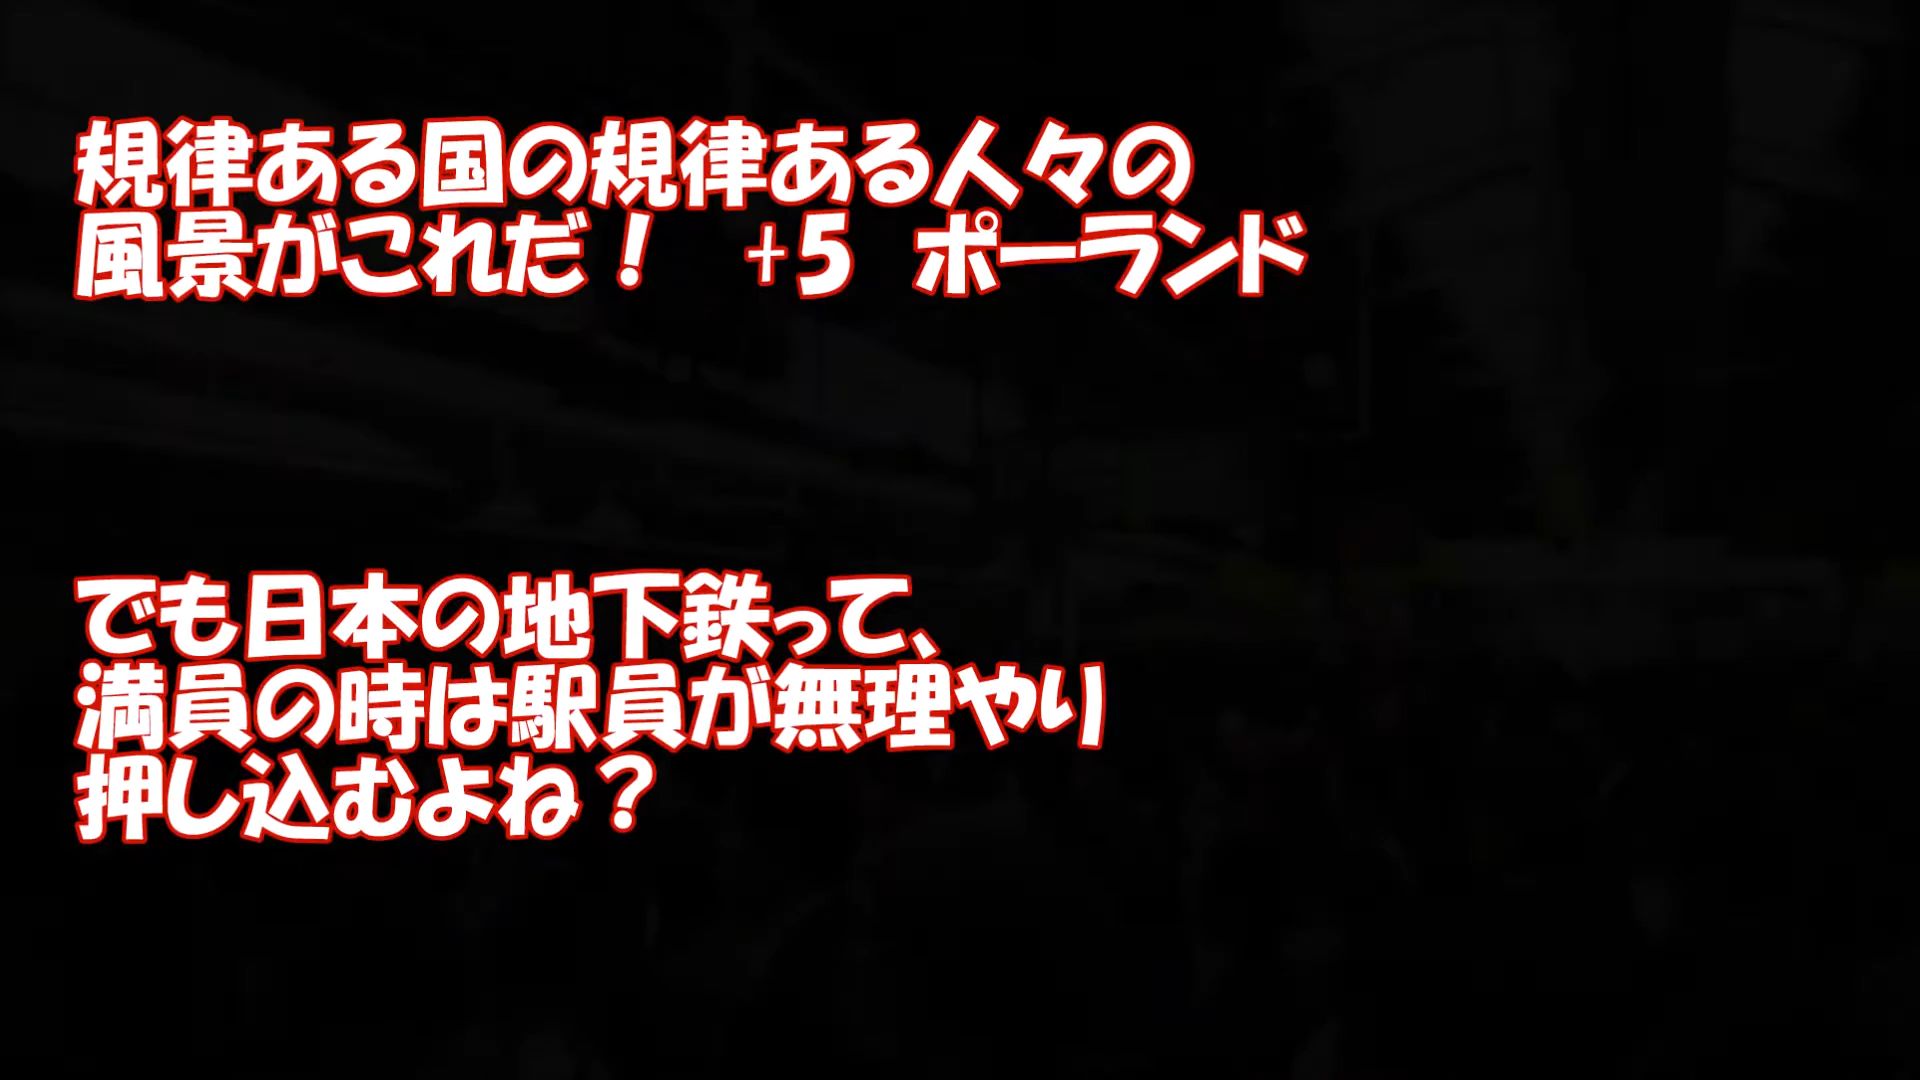 規律ある国の規律ある人々の
風景がこれだ！　+5　ポーランド
でも日本の地下鉄って、
満員の時は駅員が無理やり
押し込むよね？